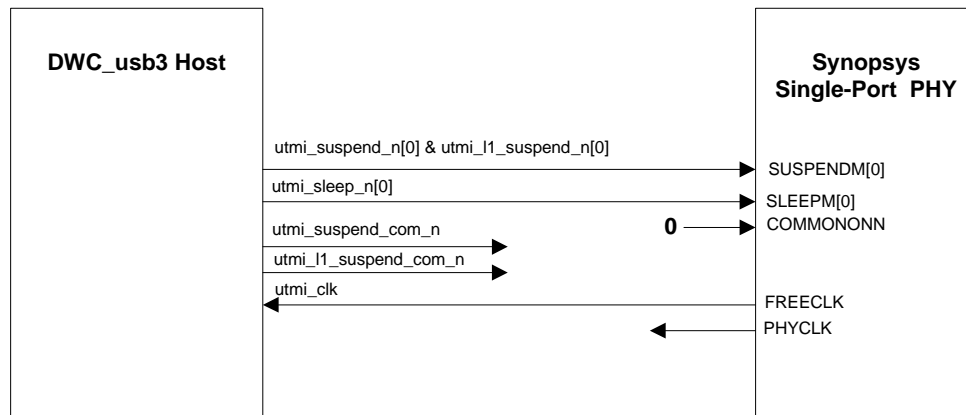 DWC_usb3 Host
Synopsys
Single-Port PHY
utmi_suspend_n[0] & utmi_l1_suspend_n[0]
SUSPENDM[0]
utmi_sleep_n[0]
SLEEPM[0]
utmi_suspend_com_n
0
COMMONONN
utmi_l1_suspend_com_n
utmi_clk
FREECLK
PHYCLK